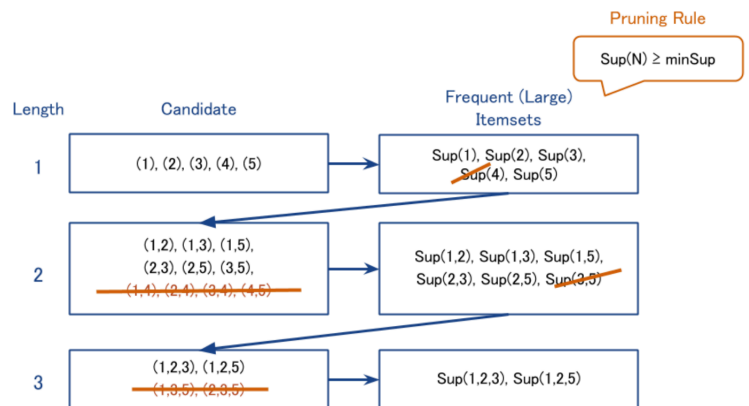 Pruning Rule
Sup(N) ≥ minSup
Length
Candidate
Frequent (Large)
Itemsets
1
(1), (2), (3), (4), (5)
Sup(1), Sup(2), Sup(3),
Sup(4), Sup(5)
2
(1,2), (1,3), (1,5),
(2,3), (2,5), (3,5),
(1,4), (2,4), (3,4), (4,5)
Sup(1,2), Sup(1,3), Sup(1,5),
Sup(2,3), Sup(2,5), Sup(3,5)
3
(1,2,3), (1,2,5)
(1,3,5), (2,3,5)
Sup(1,2,3), Sup(1,2,5)